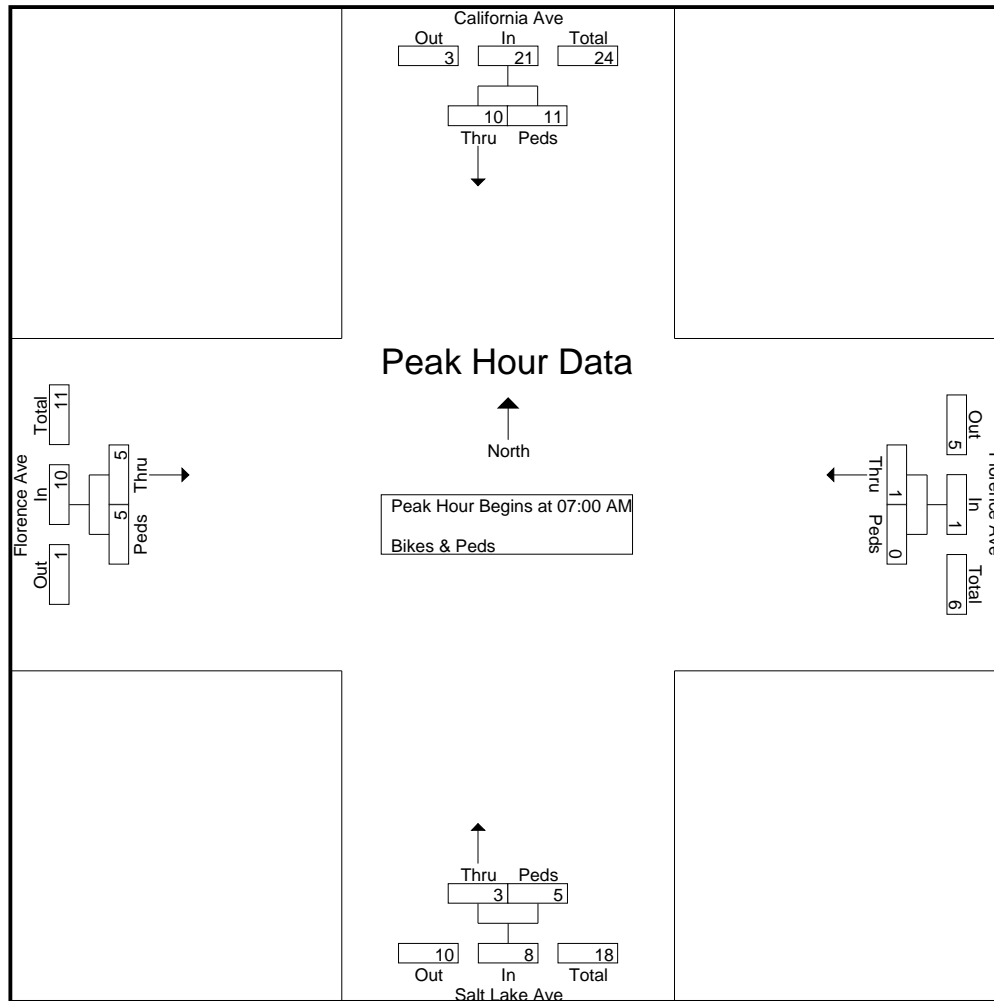 California Ave
Out In Total
3 21 24
10 11
Thru Peds
Peak Hour Data
North
Peak Hour Begins at 07:00 AM
Bikes & Peds
Florence Ave
Total In Out
11 10 1
Thru Peds
5 5
Florence Ave
Out In Total
5 1 6
Thru Peds
1 0
Thru Peds
3 5
10 8 18
Out In Total
Salt Lake Ave